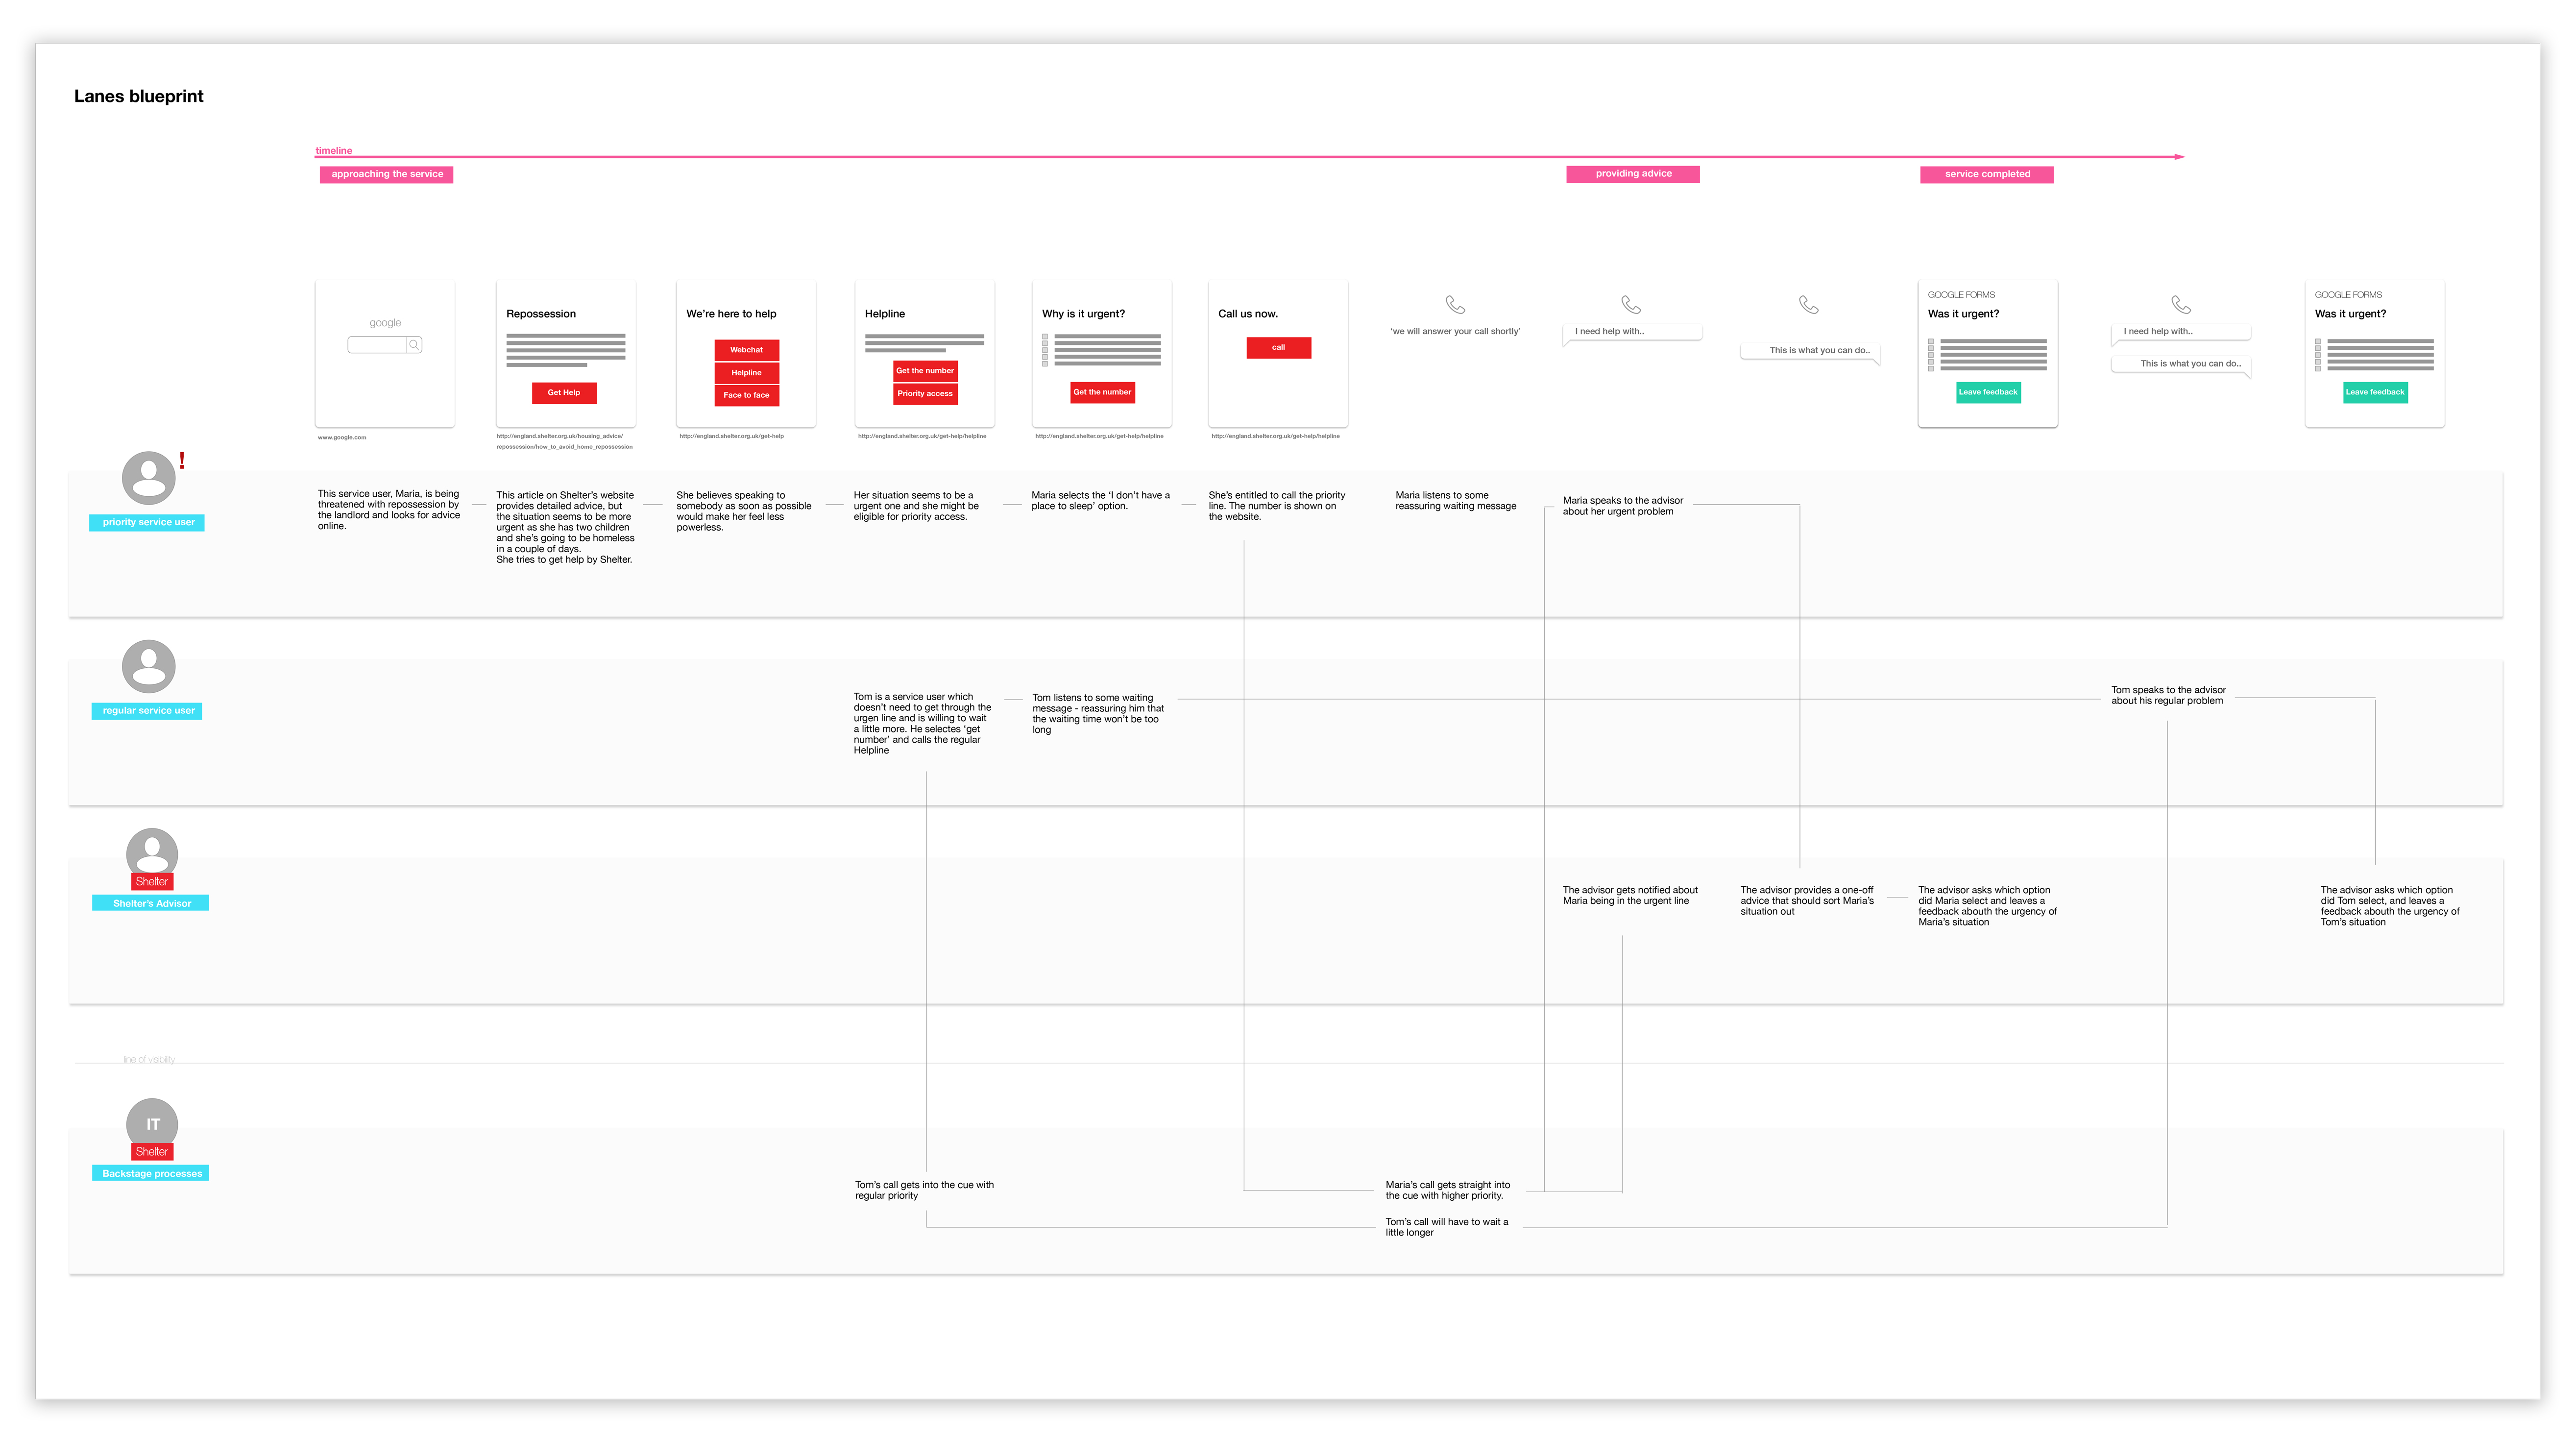 Lanes blueprint
timeline
approaching the service
providing advice
service completed
google
www.google.com
Repossession
Get Help
http://england.shelter.org.uk/housing_advice/
repossession/how_to_avoid_home_repossession
We're here to help
Webchat
Helpline
Face to face
http://england.shelter.org.uk/get-help
Helpline
Get the number
Priority access
http://england.shelter.org.uk/get-help/helpline
Why is it urgent?
Get the number
http://england.shelter.org.uk/get-help/helpline
Call us now.
call
http://england.shelter.org.uk/get-help/helpline
'we will answer your call shortly'
I need help with..
This is what you can do..
GOOGLE FORMS
Was it urgent?
Leave feedback
I need help with..
This is what you can do..
GOOGLE FORMS
Was it urgent?
Leave feedback
!
priority service user
This service user, Maria, is being
threatened with repossession by
the landlord and looks for advice
online.
This article on Shelter's website
provides detailed advice, but
the situation seems to be more
urgent as she has two children
and she's going to be homeless
in a couple of days.
She tries to get help by Shelter.
She believes speaking to
somebody as soon as possible
would make her feel less
powerless.
Her situation seems to be a
urgent one and she might be
eligible for priority access.
Maria selects the 'I don't have a
place to sleep' option.
She's entitled to call the priority
line. The number is shown on
the website.
Maria listens to some
reassuring waiting message
Maria speaks to the advisor
about her urgent problem
regular service user
Tom is a service user which
doesn't need to get through the
urgen line and is willing to wait
a little more. He selectes 'get
number' and calls the regular
Helpline
Tom listens to some waiting
message - reassuring him that
the waiting time won't be too
long
Tom speaks to the advisor
about his regular problem
Shelter
Shelter's Advisor
The advisor gets notified about
Maria being in the urgent line
The advisor provides a one-off
advice that should sort Maria's
situation out
The advisor asks which option
did Maria select and leaves a
feedback abouth the urgency of
Maria's situation
The advisor asks which option
did Tom select, and leaves a
feedback abouth the urgency of
Tom's situation
line of visibility
IT
Shelter
Backstage processes
Tom's call gets into the cue with
regular priority
Maria's call gets straight into
the cue with higher priority.
Tom's call will have to wait a
little longer